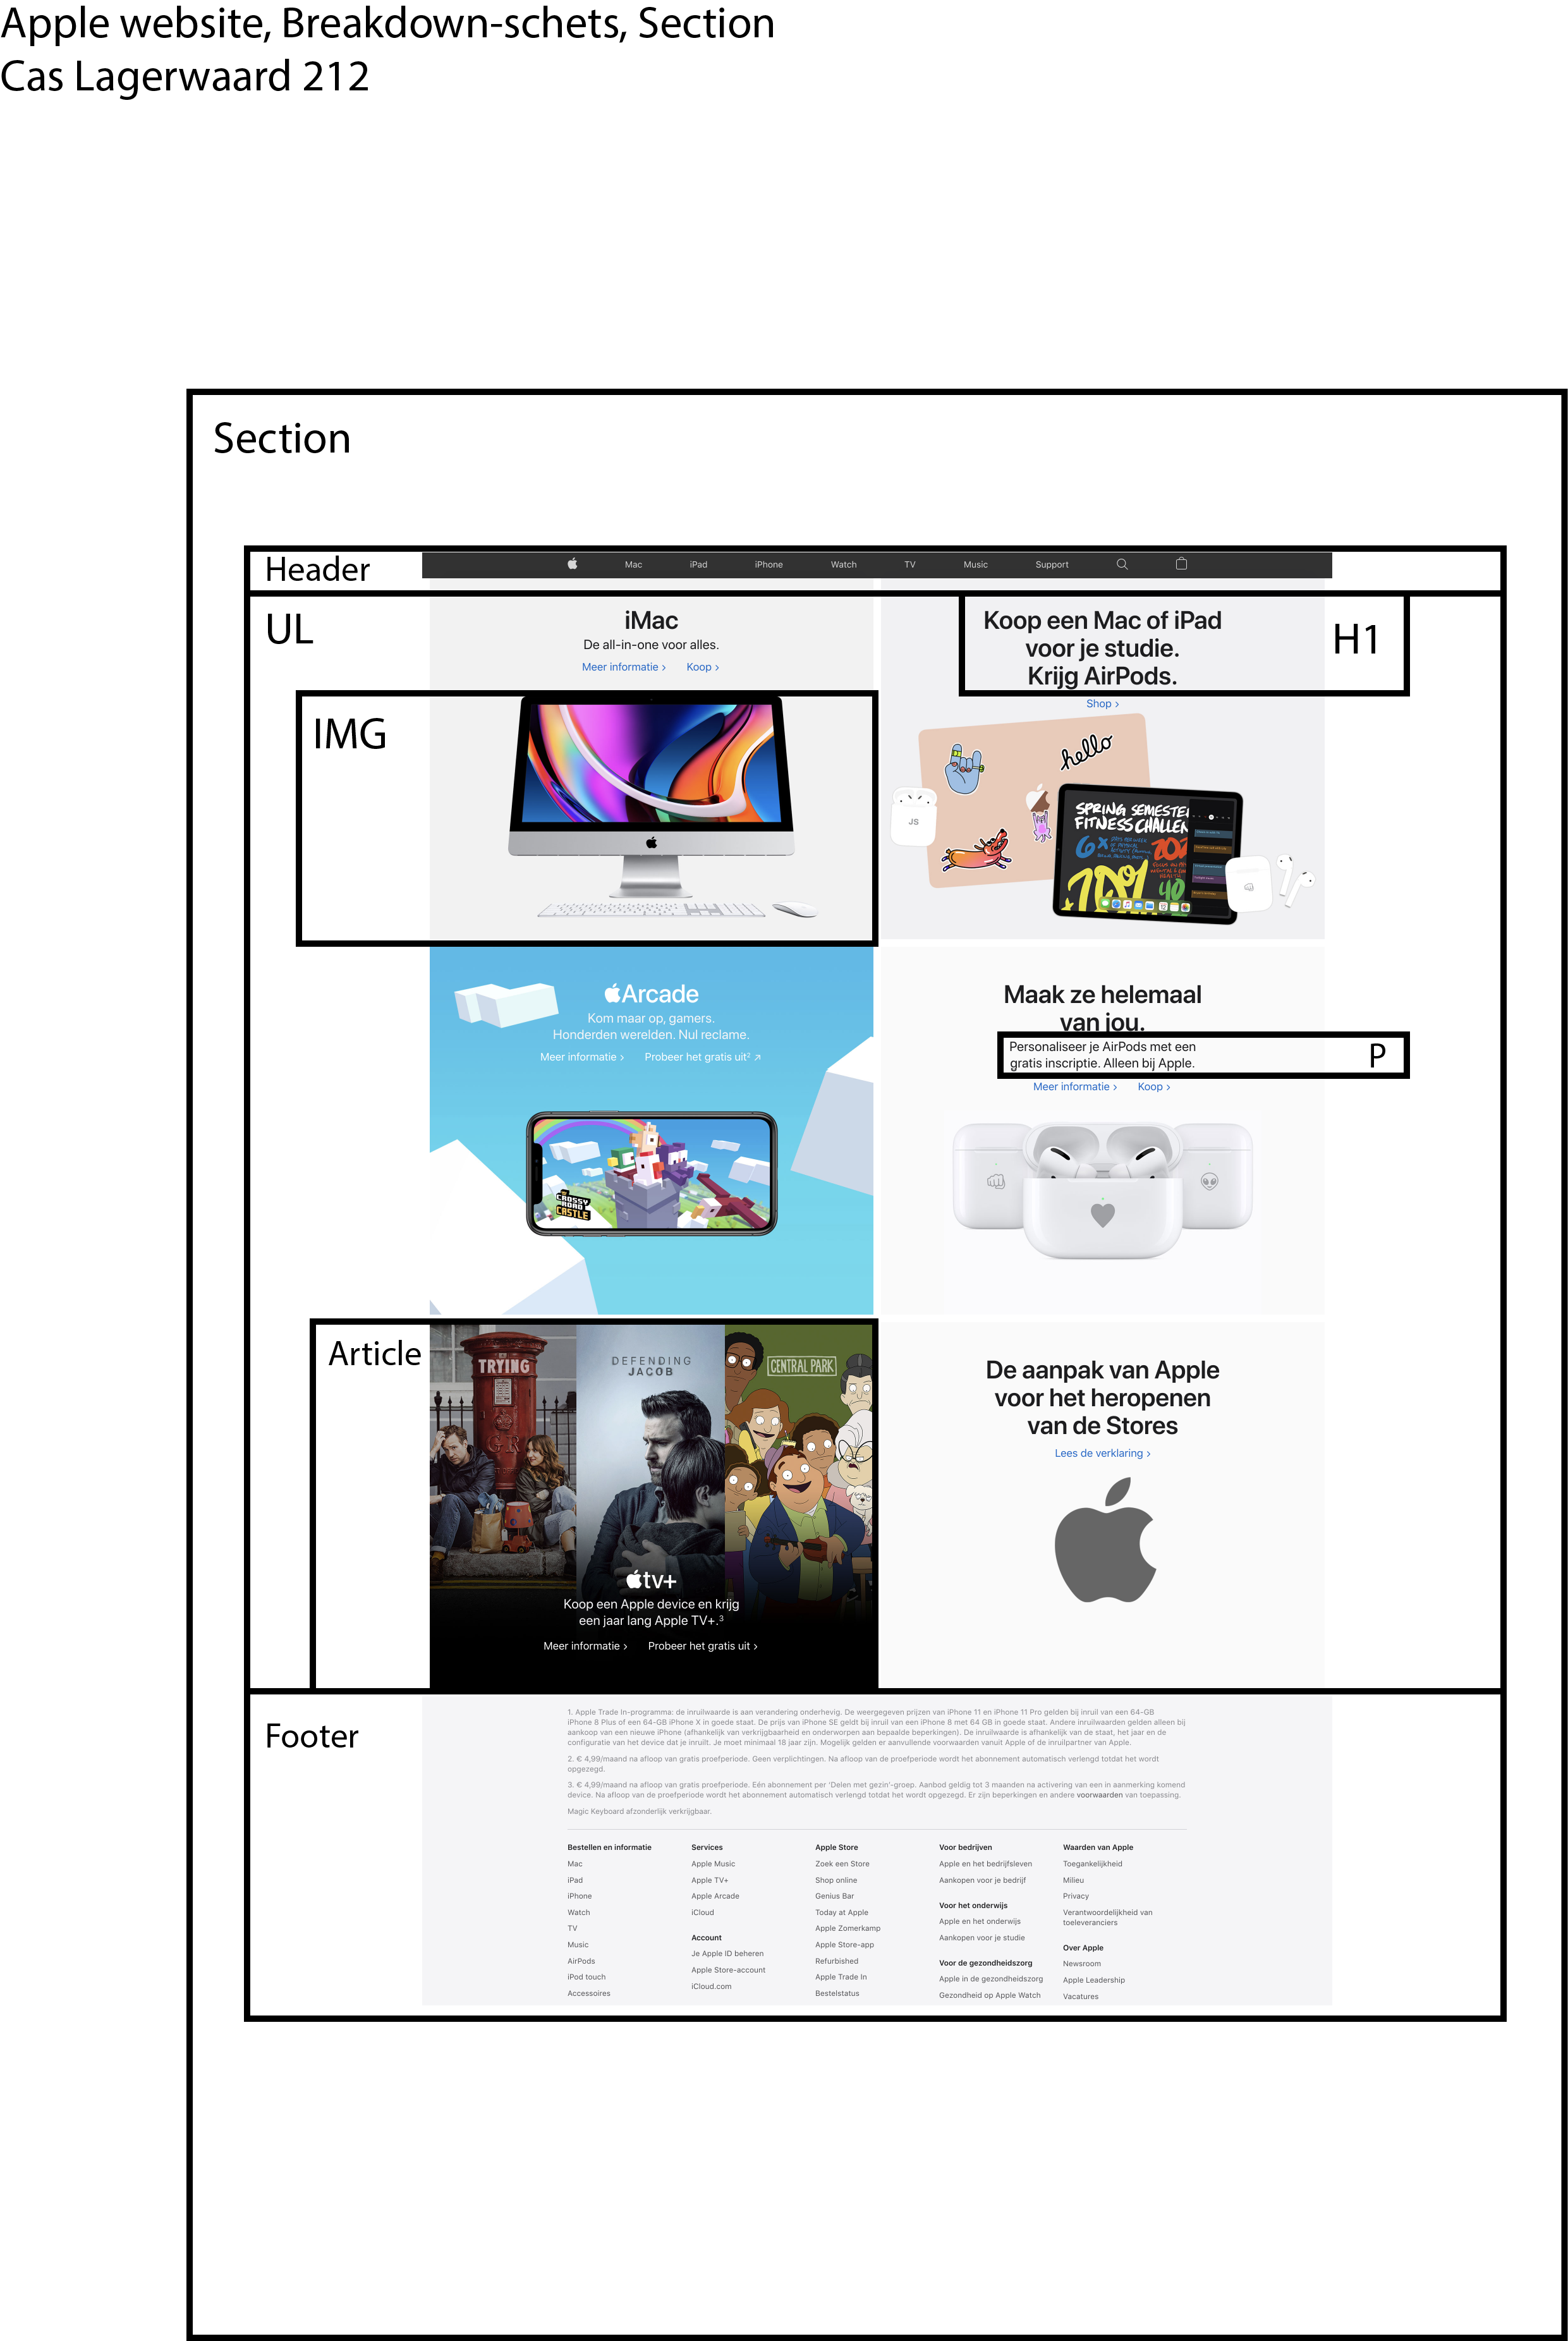 Apple website, Breakdown-schets, Section
Cas Lagerwaard 212
Section
Header
Mac iPad iPhone Watch TV Music Support
UL
iMac
De all-in-one voor alles.
Meer informatie > Koop >
IMG
Koop een Mac of iPad
voor je studie.
Krijg AirPods.
H1
Shop >
hello
JS
SPRING SEMESTER
FITNESS CHALLEN
6X
Arcade
Kom maar op, gamers.
Honderden werelden. Nul reclame.
Meer informatie > Probeer het gratis uit² ↗
CROSSY
ROAD
CASTLE
Maak ze helemaal
van jou.
Personaliseer je AirPods met een
gratis inscriptie. Alleen bij Apple.
P
Meer informatie > Koop >
Article
TRYING
GR
DEFENDING
JACOB
CENTRAL PARK
tv+
Koop een Apple device en krijg
een jaar lang Apple TV+.³
Meer informatie > Probeer het gratis uit >
De aanpak van Apple
voor het heropenen
van de Stores
Lees de verklaring >
Footer
1. Apple Trade In-programma: de inruilwaarde is aan verandering onderhevig. De weergegeven prijzen van iPhone 11 en iPhone 11 Pro gelden bij inruil van een 64-GB
iPhone 8 Plus of een 64-GB iPhone X in goede staat. De prijs van iPhone SE geldt bij inruil van een iPhone 8 met 64 GB in goede staat. Andere inruilwaarden gelden alleen bij
aankoop van een nieuwe iPhone (afhankelijk van verkrijgbaarheid en onderworpen aan bepaalde beperkingen). De inruilwaarde is afhankelijk van de staat, het jaar en de
configuratie van het device dat je inruilt. Je moet minimaal 18 jaar zijn. Mogelijk gelden er aanvullende voorwaarden vanuit Apple of de inruilpartner van Apple.
2. € 4,99/maand na afloop van gratis proefperiode. Geen verplichtingen. Na afloop van de proefperiode wordt het abonnement automatisch verlengd totdat het wordt
opgezegd.
3. € 4,99/maand na afloop van gratis proefperiode. Eén abonnement per 'Delen met gezin'-groep. Aanbod geldig tot 3 maanden na activering van een in aanmerking komend
device. Na afloop van de proefperiode wordt het abonnement automatisch verlengd totdat het wordt opgezegd. Er zijn beperkingen en andere voorwaarden van toepassing.
Magic Keyboard afzonderlijk verkrijgbaar.
Bestellen en informatie
Mac
iPad
iPhone
Watch
TV
Music
AirPods
iPod touch
Accessoires
Services
Apple Music
Apple TV+
Apple Arcade
iCloud
Account
Je Apple ID beheren
Apple Store-account
iCloud.com
Apple Store
Zoek een Store
Shop online
Genius Bar
Today at Apple
Apple Zomerkamp
Apple Store-app
Refurbished
Apple Trade In
Bestelstatus
Voor bedrijven
Apple en het bedrijfsleven
Aankopen voor je bedrijf
Voor het onderwijs
Apple en het onderwijs
Aankopen voor je studie
Voor de gezondheidszorg
Apple in de gezondheidszorg
Gezondheid op Apple Watch
Waarden van Apple
Toegankelijkheid
Milieu
Privacy
Verantwoordelijkheid van
toeleveranciers
Over Apple
Newsroom
Apple Leadership
Vacatures